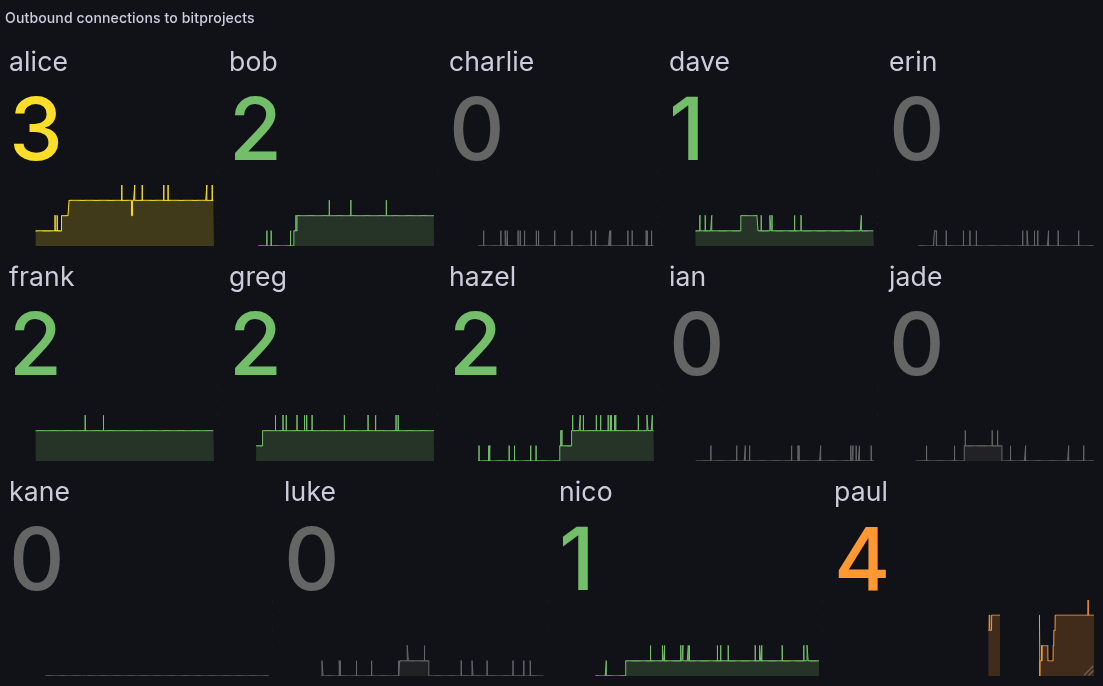 Outbound connections to bitprojects
alice bob charlie dave erin
3 2 0 1 0
frank greg hazel ian jade
2 2 2 0 0
kane luke nico paul
0 0 1 4